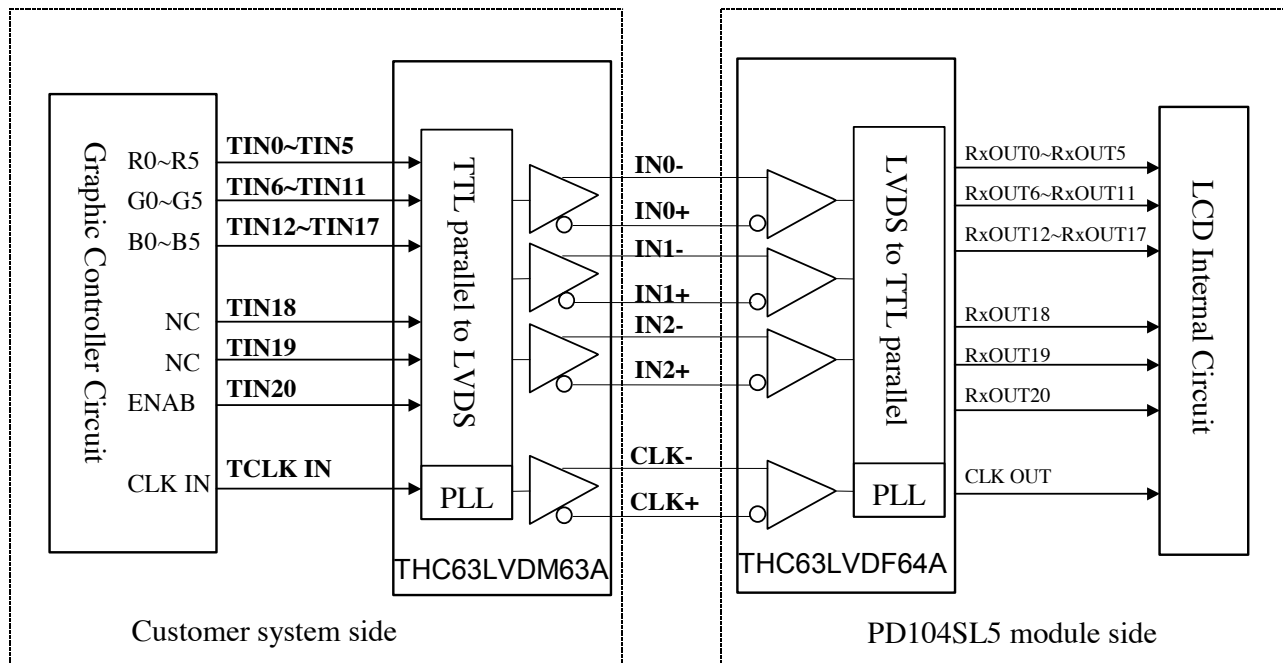 Graphic Controller Circuit
R0~R5
G0~G5
B0~B5
NC
NC
ENAB
CLK IN
TIN0~TIN5
TIN6~TIN11
TIN12~TIN17
TIN18
TIN19
TIN20
TCLK IN
TTL parallel to LVDS
PLL
THC63LVDM63A
IN0-
IN0+
IN1-
IN1+
IN2-
IN2+
CLK-
CLK+
LVDS to TTL parallel
PLL
THC63LVDF64A
RxOUT0~RxOUT5
RxOUT6~RxOUT11
RxOUT12~RxOUT17
RxOUT18
RxOUT19
RxOUT20
CLK OUT
LCD Internal Circuit
Customer system side
PD104SL5 module side